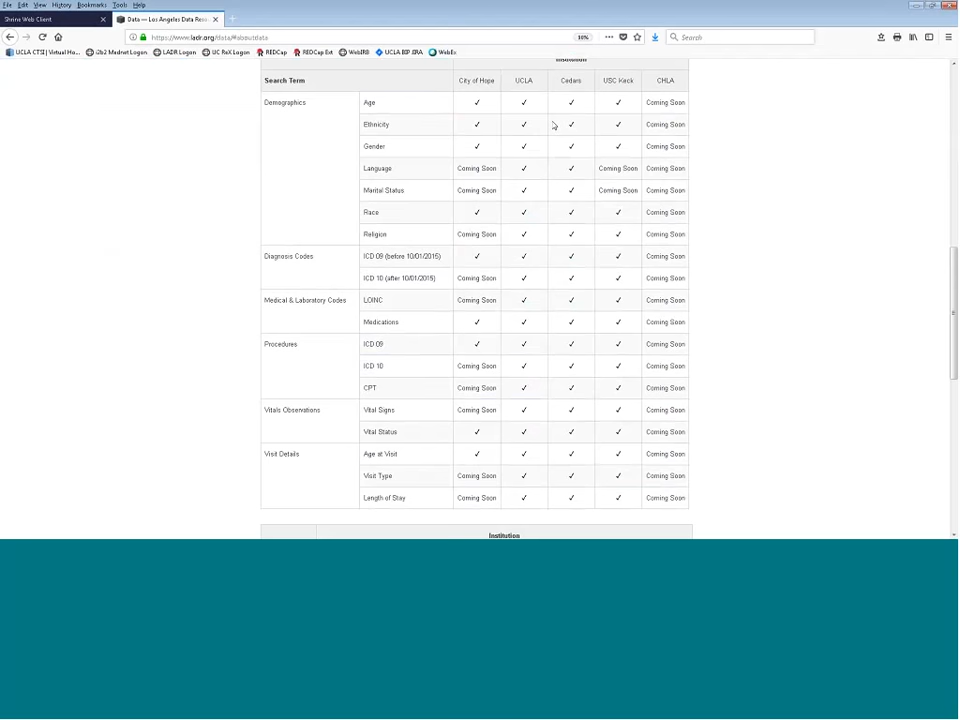 File Edit View History Bookmarks Tools Help
Shrine Web Client × Data — Los Angeles Data Res ×
https://www.ladr.org/data/#aboutdata Search
UCLA CTSI | Virtual Ho... i2b2 Mednet Logon LADR Logon UC ReX Logon REDCap REDCap Ext WebIRB UCLA BIP JIRA WebEx
Institution
Search Term City of Hope UCLA Cedars USC Keck CHLA
Demographics Age ✓ ✓ ✓ ✓ Coming Soon
Ethnicity ✓ ✓ ✓ ✓ Coming Soon
Gender ✓ ✓ ✓ ✓ Coming Soon
Language Coming Soon ✓ ✓ Coming Soon Coming Soon
Marital Status Coming Soon ✓ ✓ Coming Soon Coming Soon
Race ✓ ✓ ✓ ✓ Coming Soon
Religion Coming Soon ✓ ✓ ✓ Coming Soon
Diagnosis Codes ICD 09 (before 10/01/2015) ✓ ✓ ✓ ✓ Coming Soon
ICD 10 (after 10/01/2015) Coming Soon ✓ ✓ ✓ Coming Soon
Medical & Laboratory Codes LOINC Coming Soon ✓ ✓ ✓ Coming Soon
Medications ✓ ✓ ✓ ✓ Coming Soon
Procedures ICD 09 ✓ ✓ ✓ ✓ Coming Soon
ICD 10 Coming Soon ✓ ✓ ✓ Coming Soon
CPT Coming Soon ✓ ✓ ✓ Coming Soon
Vitals Observations Vital Signs Coming Soon ✓ ✓ ✓ Coming Soon
Vital Status ✓ ✓ ✓ ✓ Coming Soon
Visit Details Age at Visit ✓ ✓ ✓ ✓ Coming Soon
Visit Type Coming Soon ✓ ✓ ✓ Coming Soon
Length of Stay Coming Soon ✓ ✓ ✓ Coming Soon
Institution